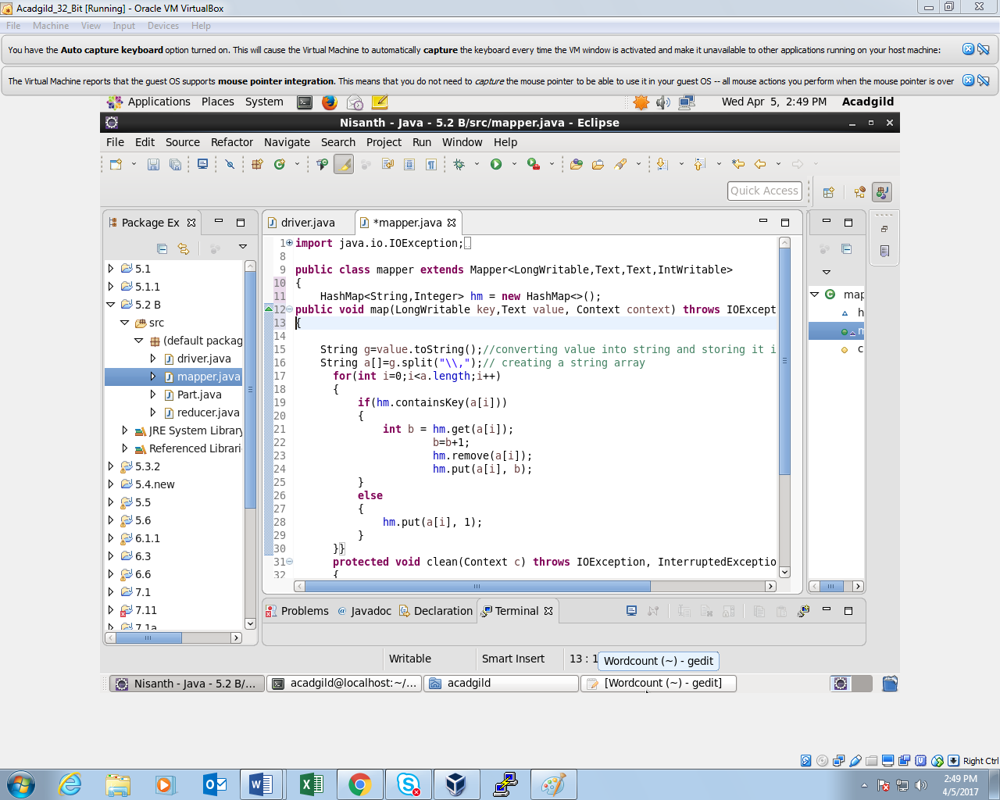 Acadgild_32_Bit [Running] - Oracle VM VirtualBox
File Machine View Input Devices Help
You have the Auto capture keyboard option turned on. This will cause the Virtual Machine to automatically capture the keyboard every time the VM window is activated and make it unavailable to other applications running on your host machine:
The Virtual Machine reports that the guest OS supports mouse pointer integration. This means that you do not need to capture the mouse pointer to be able to use it in your guest OS -- all mouse actions you perform when the mouse pointer is over
Applications Places System Wed Apr 5, 2:49 PM Acadgild
Nisanth - Java - 5.2 B/src/mapper.java - Eclipse
File Edit Source Refactor Navigate Search Project Run Window Help
Quick Access
Package Ex
driver.java *mapper.java
5.1
5.1.1
5.2 B
src
(default packag
driver.java
mapper.java
Part.java
reducer.java
JRE System Library
Referenced Librari
5.3.2
5.4.new
5.5
5.6
6.1.1
6.3
6.6
7.1
7.11
7.1a
1 import java.io.IOException;
8
9 public class mapper extends Mapper<LongWritable,Text,Text,IntWritable>
10 {
11 HashMap<String,Integer> hm = new HashMap<>();
12 public void map(LongWritable key,Text value, Context context) throws IOExcept
13 {
14
15 String g=value.toString();//converting value into string and storing it i
16 String a[]=g.split("\\,");// creating a string array
17 for(int i=0;i<a.length;i++)
18 {
19 if(hm.containsKey(a[i]))
20 {
21 int b = hm.get(a[i]);
22 b=b+1;
23 hm.remove(a[i]);
24 hm.put(a[i], b);
25 }
26 else
27 {
28 hm.put(a[i], 1);
29 }
30 }}
31 protected void clean(Context c) throws IOException, InterruptedExceptio
32 {
map
h
m
c
Problems @ Javadoc Declaration Terminal
Writable Smart Insert 13 : 1
Wordcount (~) - gedit
Nisanth - Java - 5.2 B/... acadgild@localhost:~/... acadgild [Wordcount (~) - gedit]
Right Ctrl
2:49 PM
4/5/2017